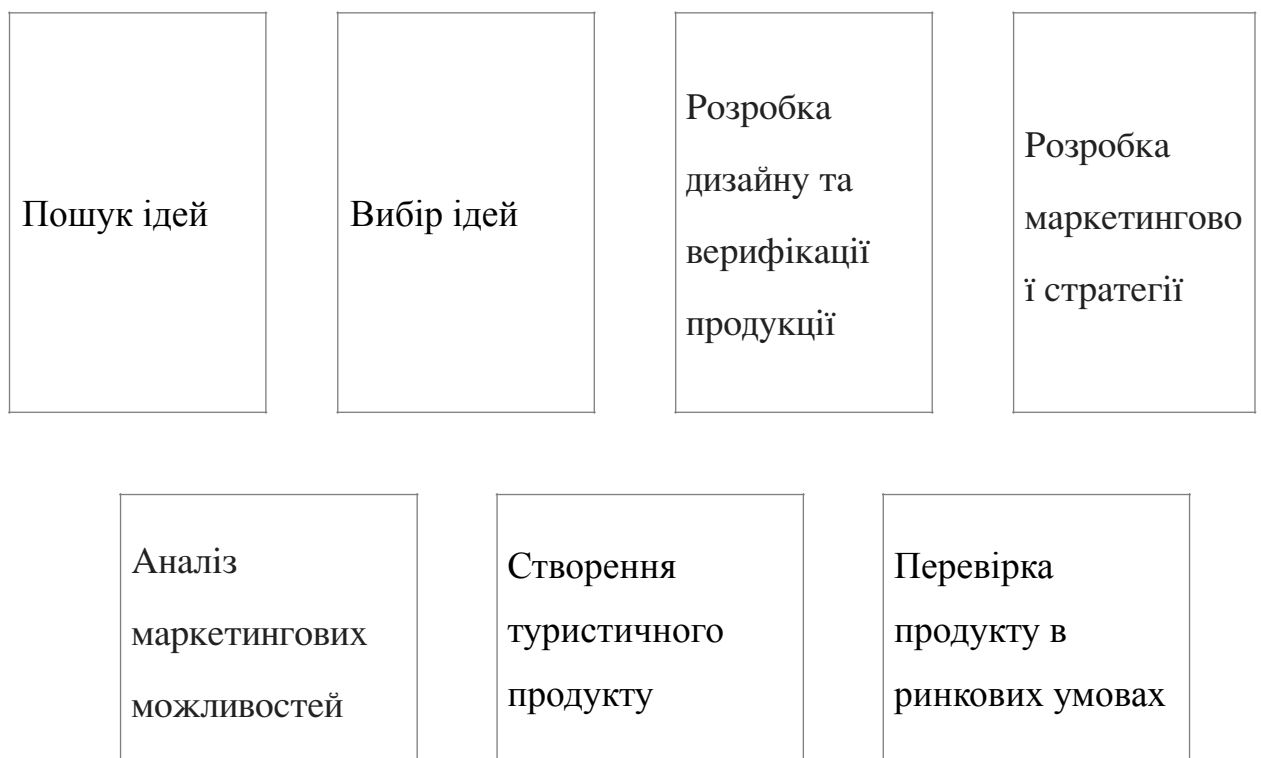 Пошук ідей
Вибір ідей
Розробка
дизайну та
верифікації
продукції
Розробка
маркетингово
ї стратегії
Аналіз
маркетингових
можливостей
Створення
туристичного
продукту
Перевірка
продукту в
ринкових умовах